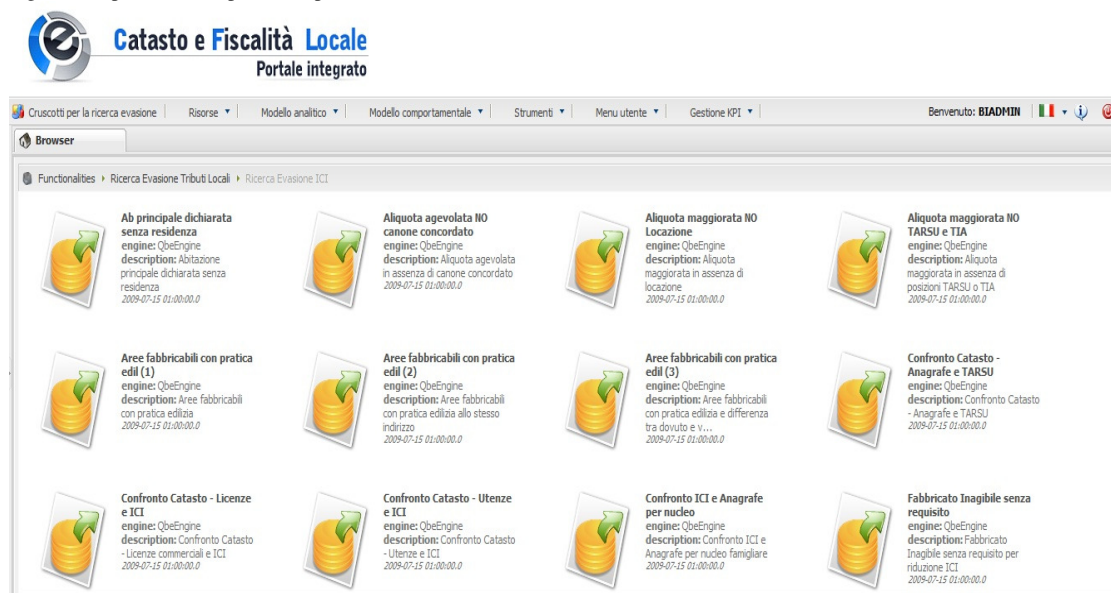 Catasto e Fiscalità Locale
Portale integrato
Cruscotti per la ricerca evasione Risorse Modello analitico Modello comportamentale Strumenti Menu utente Gestione KPI Benvenuto: BIADMIN
Browser
Functionalities Ricerca Evasione Tributi Locali Ricerca Evasione ICI
Ab principale dichiarata
senza residenza
engine: QbeEngine
description: Abitazione
principale dichiarata senza
residenza
2009-07-15 01:00:00.0
Aliquota agevolata NO
canone concordato
engine: QbeEngine
description: Aliquota agevolata
in assenza di canone concordato
2009-07-15 01:00:00.0
Aliquota maggiorata NO
Locazione
engine: QbeEngine
description: Aliquota
maggiorata in assenza di
locazione
2009-07-15 01:00:00.0
Aliquota maggiorata NO
TARSU e TIA
engine: QbeEngine
description: Aliquota
maggiorata in assenza di
posizioni TARSU o TIA
2009-07-15 01:00:00.0
Aree fabbricabili con pratica
edil (1)
engine: QbeEngine
description: Aree fabbricabili
con pratica edilizia
2009-07-15 01:00:00.0
Aree fabbricabili con pratica
edil (2)
engine: QbeEngine
description: Aree fabbricabili
con pratica edilizia allo stesso
indirizzo
2009-07-15 01:00:00.0
Aree fabbricabili con pratica
edil (3)
engine: QbeEngine
description: Aree fabbricabili
con pratica edilizia e differenza
tra dovuto e v...
2009-07-15 01:00:00.0
Confronto Catasto -
Anagrafe e TARSU
engine: QbeEngine
description: Confronto Catasto
- Anagrafe e TARSU
2009-07-15 01:00:00.0
Confronto Catasto - Licenze
e ICI
engine: QbeEngine
description: Confronto Catasto
- Licenze commerciali e ICI
2009-07-15 01:00:00.0
Confronto Catasto - Utenze
e ICI
engine: QbeEngine
description: Confronto Catasto
- Utenze e ICI
2009-07-15 01:00:00.0
Confronto ICI e Anagrafe
per nucleo
engine: QbeEngine
description: Confronto ICI e
Anagrafe per nucleo famigliare
2009-07-15 01:00:00.0
Fabbricato Inagibile senza
requisito
engine: QbeEngine
description: Fabbricato
Inagibile senza requisito per
riduzione ICI
2009-07-15 01:00:00.0